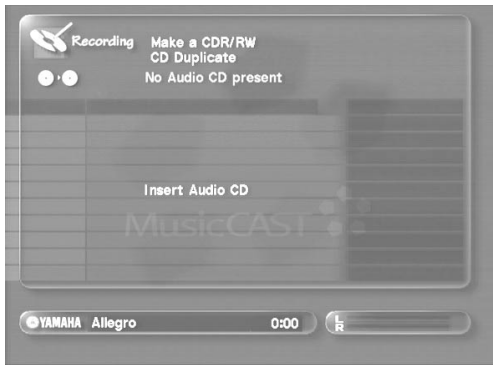 Recording
Make a CDR/RW
CD Duplicate
No Audio CD present
Insert Audio CD
MusicCAST
YAMAHA Allegro 0:00
L
R